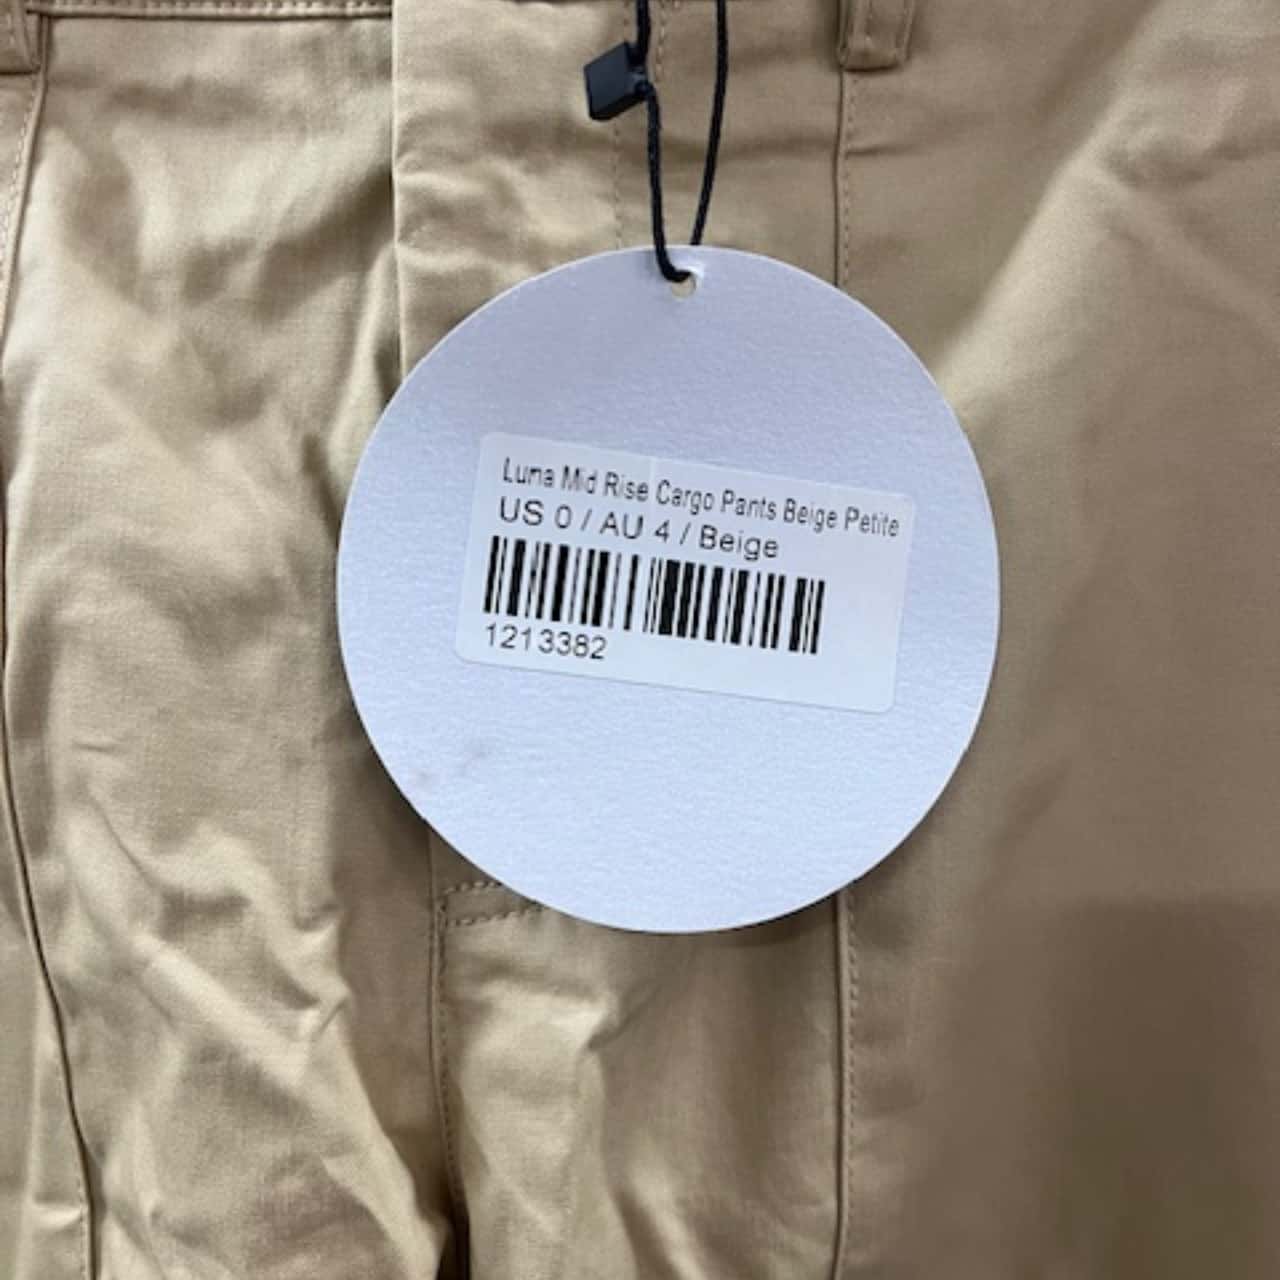 Luna Mid Rise Cargo Pants Beige Petite
US 0 / AU 4 / Beige
1213382